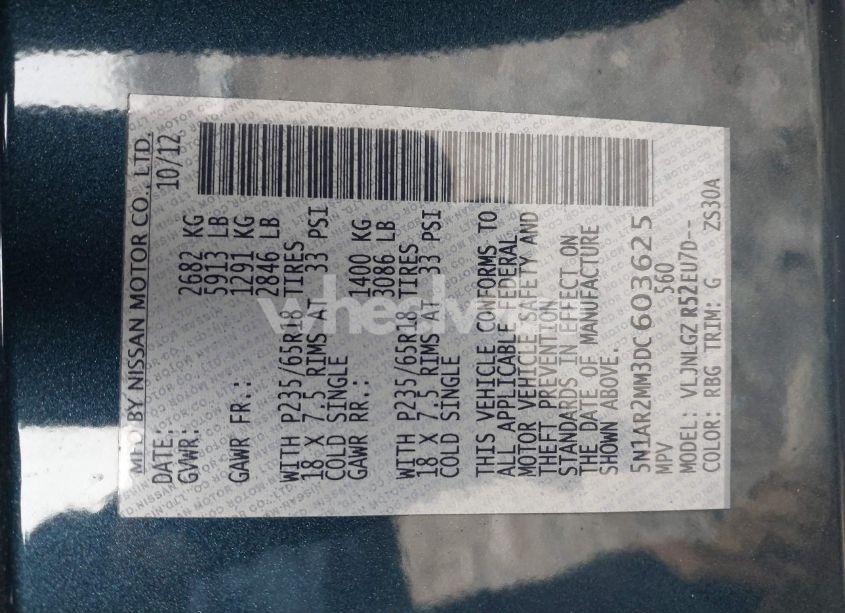 MFD BY NISSAN MOTOR CO., LTD.
DATE: 10/12
GVWR: 2682 KG
5913 LB
GAWR FR.: 1291 KG
2846 LB
WITH P235/65R18 TIRES
18 X 7.5 RIMS AT 33 PSI
COLD SINGLE
GAWR RR.: 1400 KG
3086 LB
WITH P235/65R18 TIRES
18 X 7.5 RIMS AT 33 PSI
COLD SINGLE
THIS VEHICLE CONFORMS TO
ALL APPLICABLE FEDERAL
MOTOR VEHICLE SAFETY AND
THEFT PREVENTION
STANDARDS IN EFFECT ON
THE DATE OF MANUFACTURE
SHOWN ABOVE.
5N1AR2MM3DC603625
MPV 560
MODEL: VLJNLGZ R52EU7D--
COLOR: RBG TRIM: G ZS30A